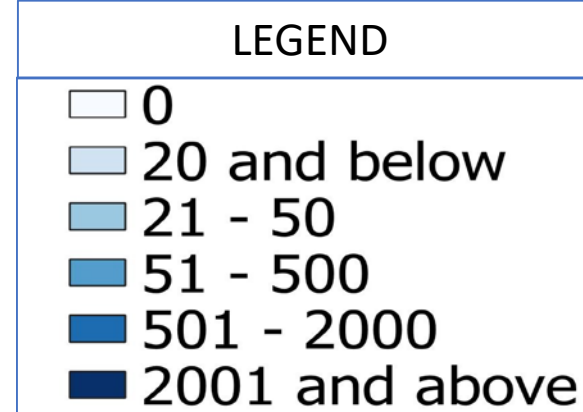 LEGEND
0
20 and below
21 - 50
51 - 500
501 - 2000
2001 and above